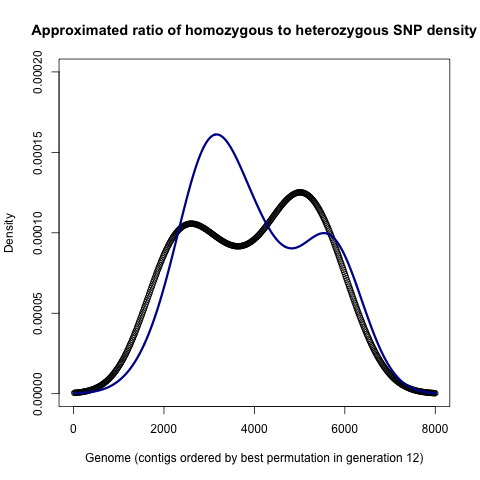 Approximated ratio of homozygous to heterozygous SNP density
0.00020
0.00015
0.00010
0.00005
0.00000
Density
0 2000 4000 6000 8000
Genome (contigs ordered by best permutation in generation 12)